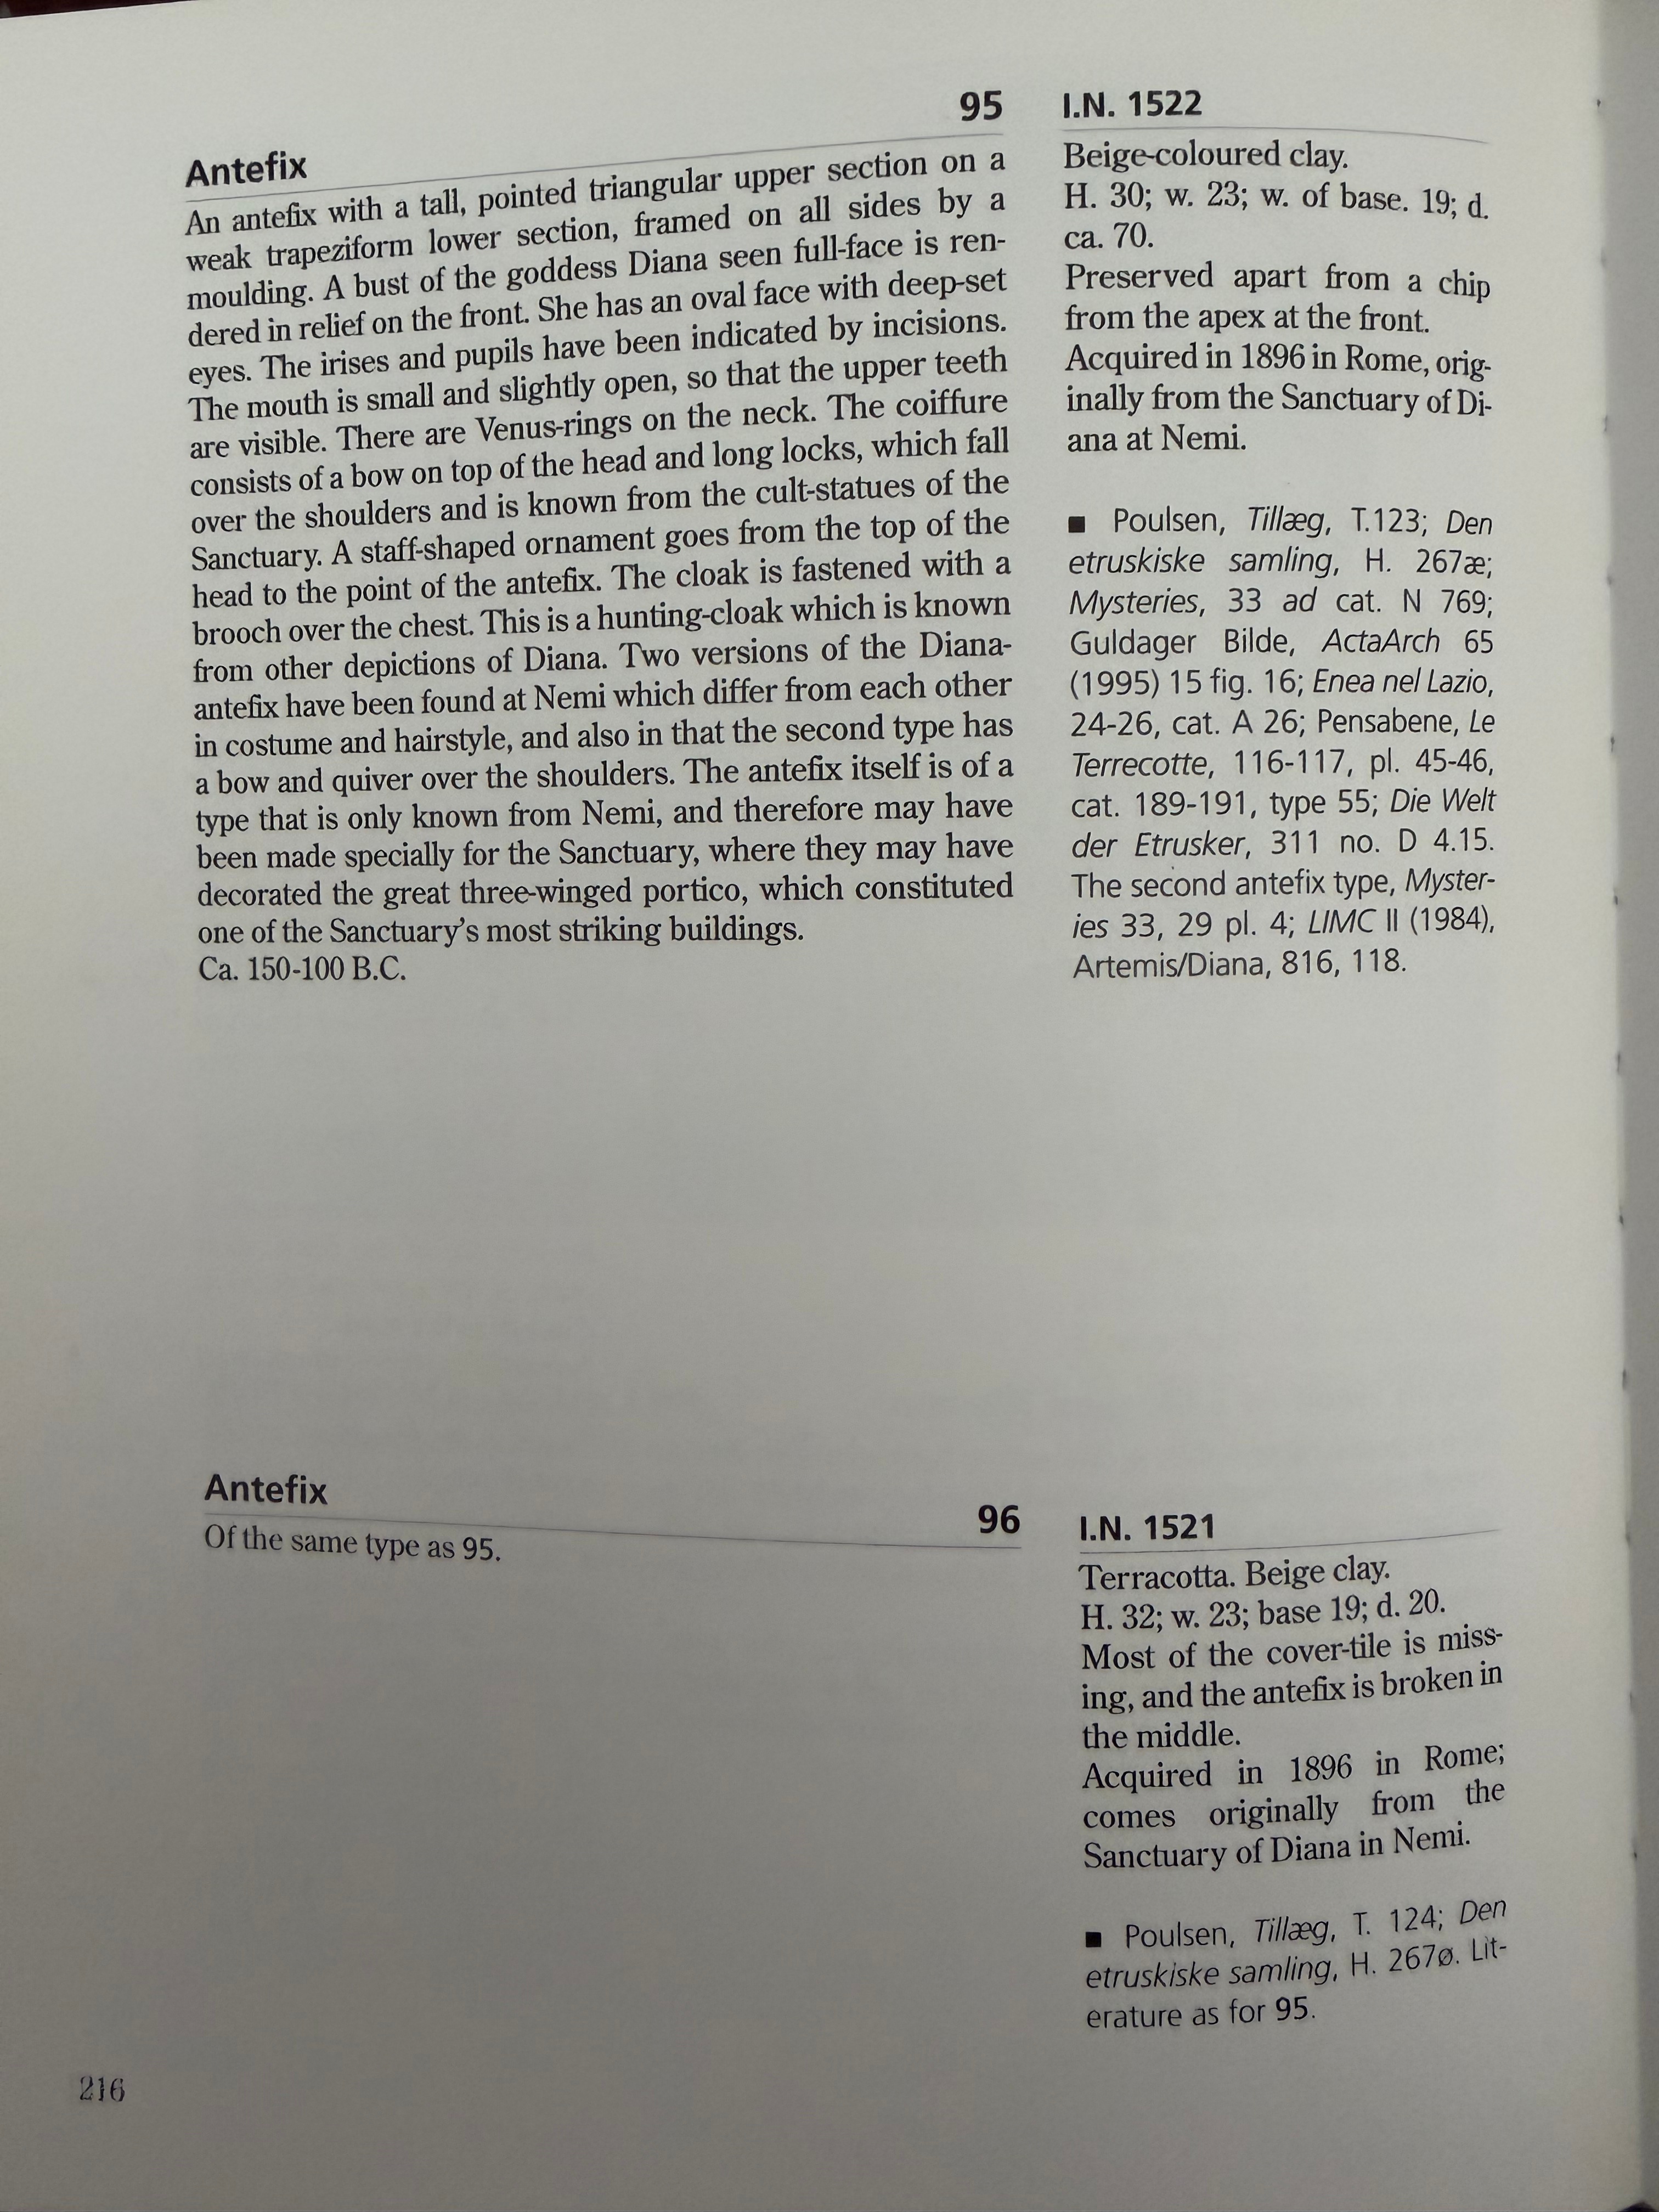 Antefix 95
An antefix with a tall, pointed triangular upper section on a
weak trapeziform lower section, framed on all sides by a
moulding. A bust of the goddess Diana seen full-face is ren-
dered in relief on the front. She has an oval face with deep-set
eyes. The irises and pupils have been indicated by incisions.
The mouth is small and slightly open, so that the upper teeth
are visible. There are Venus-rings on the neck. The coiffure
consists of a bow on top of the head and long locks, which fall
over the shoulders and is known from the cult-statues of the
Sanctuary. A staff-shaped ornament goes from the top of the
head to the point of the antefix. The cloak is fastened with a
brooch over the chest. This is a hunting-cloak which is known
from other depictions of Diana. Two versions of the Diana-
antefix have been found at Nemi which differ from each other
in costume and hairstyle, and also in that the second type has
a bow and quiver over the shoulders. The antefix itself is of a
type that is only known from Nemi, and therefore may have
been made specially for the Sanctuary, where they may have
decorated the great three-winged portico, which constituted
one of the Sanctuary's most striking buildings.
Ca. 150-100 B.C.
I.N. 1522
Beige-coloured clay.
H. 30; w. 23; w. of base. 19; d.
ca. 70.
Preserved apart from a chip
from the apex at the front.
Acquired in 1896 in Rome, orig-
inally from the Sanctuary of Di-
ana at Nemi.
■ Poulsen, Tillæg, T.123; Den
etruskiske samling, H. 267æ;
Mysteries, 33 ad cat. N 769;
Guldager Bilde, ActaArch 65
(1995) 15 fig. 16; Enea nel Lazio,
24-26, cat. A 26; Pensabene, Le
Terrecotte, 116-117, pl. 45-46,
cat. 189-191, type 55; Die Welt
der Etrusker, 311 no. D 4.15.
The second antefix type, Myster-
ies 33, 29 pl. 4; LIMC II (1984),
Artemis/Diana, 816, 118.
Antefix 96
Of the same type as 95.
I.N. 1521
Terracotta. Beige clay.
H. 32; w. 23; base 19; d. 20.
Most of the cover-tile is miss-
ing, and the antefix is broken in
the middle.
Acquired in 1896 in Rome;
comes originally from the
Sanctuary of Diana in Nemi.
■ Poulsen, Tillæg, T. 124; Den
etruskiske samling, H. 267ø. Lit-
erature as for 95.
216